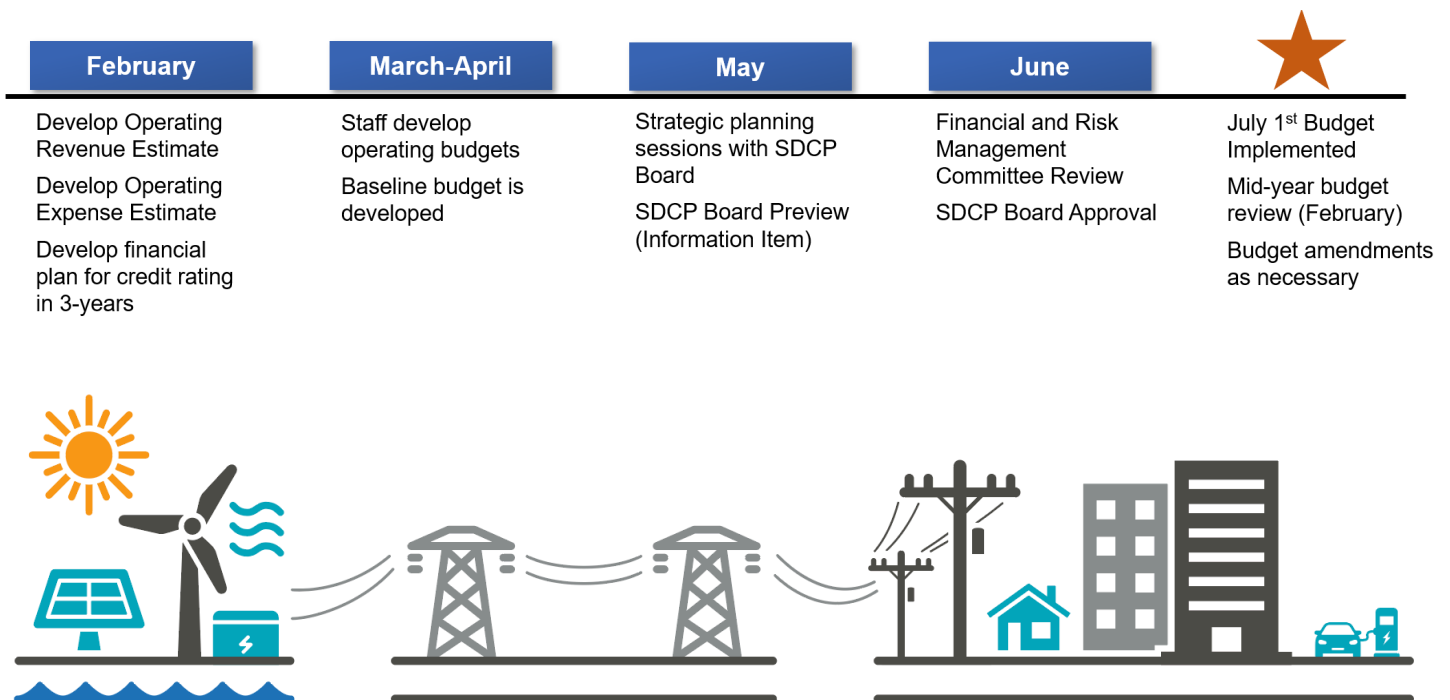 February
Develop Operating
Revenue Estimate
Develop Operating
Expense Estimate
Develop financial
plan for credit rating
in 3-years
March-April
Staff develop
operating budgets
Baseline budget is
developed
May
Strategic planning
sessions with SDCP
Board
SDCP Board Preview
(Information Item)
June
Financial and Risk
Management
Committee Review
SDCP Board Approval
July 1st Budget
Implemented
Mid-year budget
review (February)
Budget amendments
as necessary